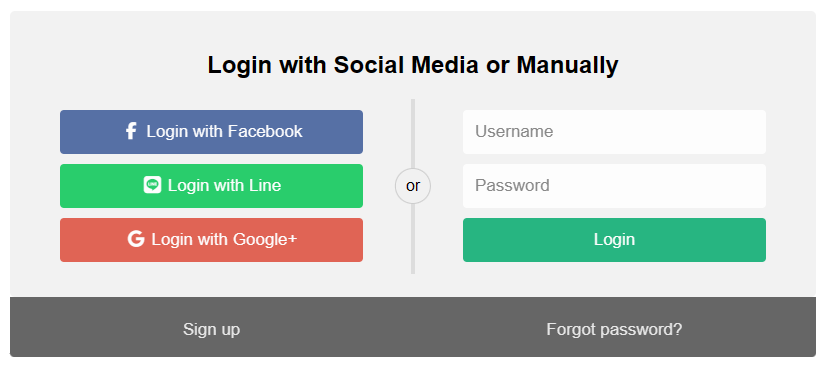 Login with Social Media or Manually
Login with Facebook
Login with Line
Login with Google+
or
Username
Password
Login
Sign up
Forgot password?